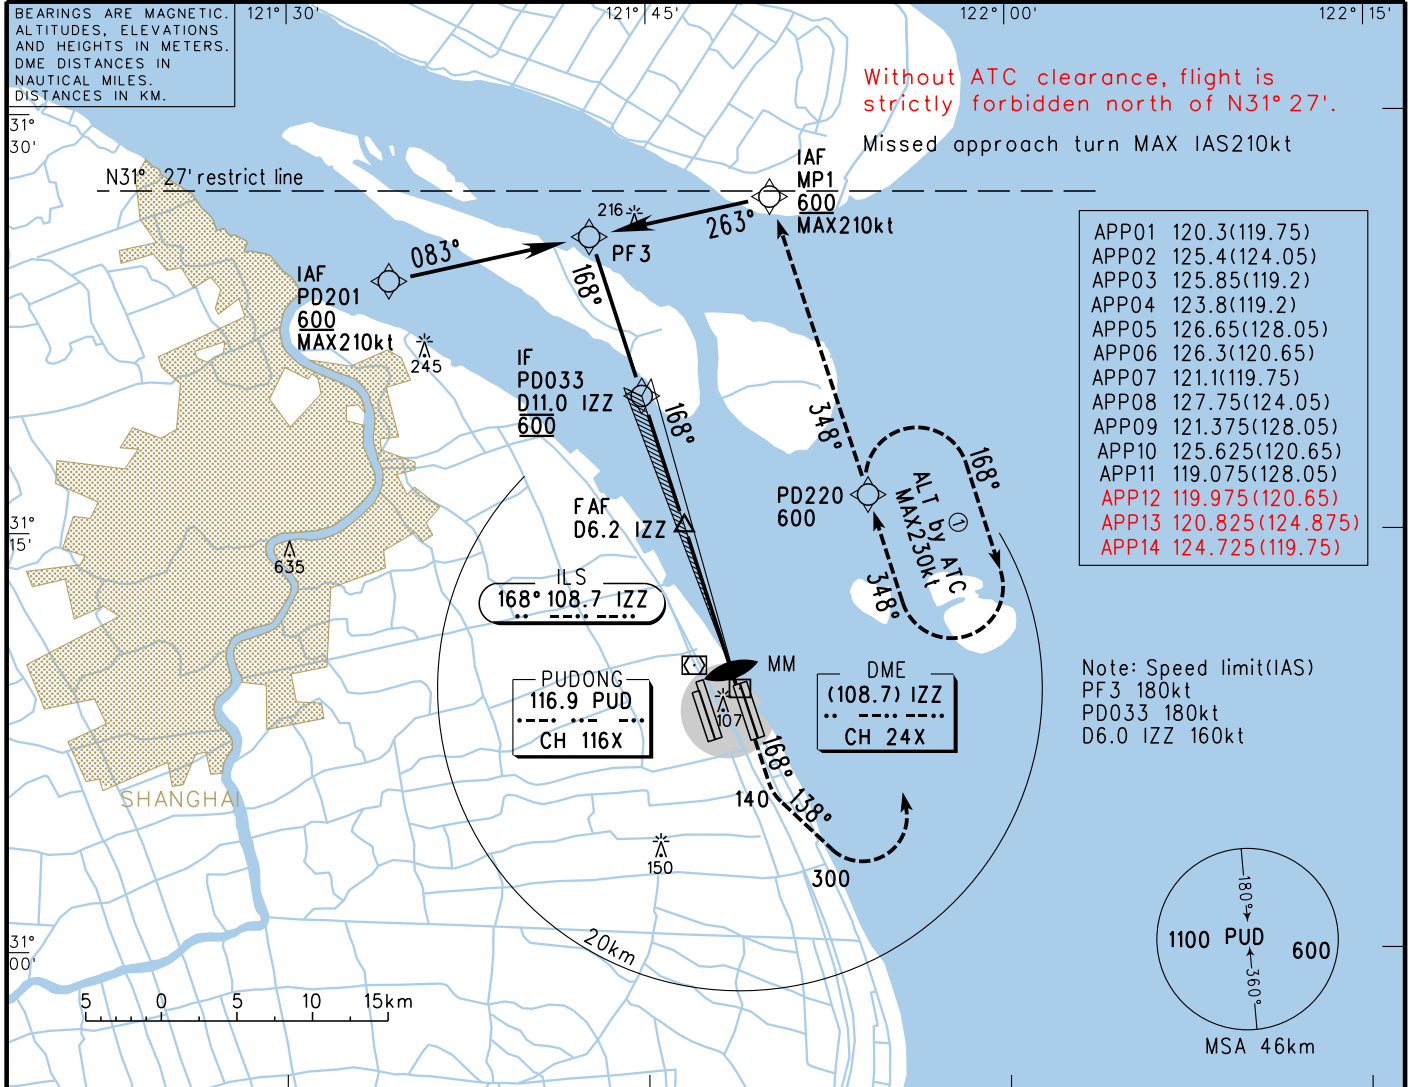 BEARINGS ARE MAGNETIC.
ALTITUDES, ELEVATIONS
AND HEIGHTS IN METERS.
DME DISTANCES IN
NAUTICAL MILES.
DISTANCES IN KM.
121° 30'
121° 45'
122° 00'
122° 15'
Without ATC clearance, flight is
strictly forbidden north of N31° 27'.
Missed approach turn MAX IAS210kt
31°
30'
N31° 27' restrict line
IAF
MP1
600
MAX210kt
263°
216
PF3
083°
168°
IAF
PD201
600
MAX210kt
245
IF
PD033
D11.0 IZZ
600
168°
348°
APP01 120.3(119.75)
APP02 125.4(124.05)
APP03 125.85(119.2)
APP04 123.8(119.2)
APP05 126.65(128.05)
APP06 126.3(120.65)
APP07 121.1(119.75)
APP08 127.75(124.05)
APP09 121.375(128.05)
APP10 125.625(120.65)
APP11 119.075(128.05)
APP12 119.975(120.65)
APP13 120.825(124.875)
APP14 124.725(119.75)
PD220
600
168°
ALT by ATC
MAX230kt
①
348°
FAF
D6.2 IZZ
31°
15'
635
ILS
168° 108.7 IZZ
·· −−·· −−··
MM
PUDONG
116.9 PUD
·−−· ··− −··
CH 116X
107
DME
(108.7) IZZ
·· −−·· −−··
CH 24X
Note: Speed limit(IAS)
PF3 180kt
PD033 180kt
D6.0 IZZ 160kt
168°
140
138°
300
SHANGHAI
150
20km
31°
00'
5 0 5 10 15km
180°
1100 PUD 600
360°
MSA 46km